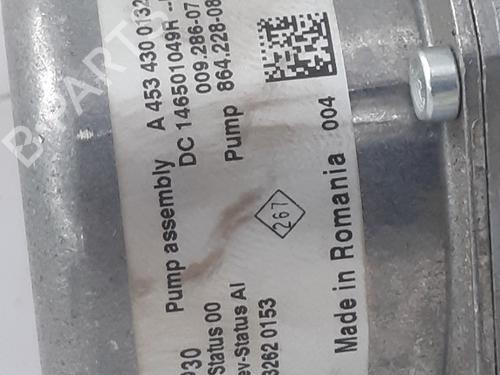 A 453 430 0132
DC 146501049R
009.286-07
Pump 864.228-08
Pump assembly
004
267
Made in Romania
930
Status 00
ev-Status AI
3262 0153
B-PARTS